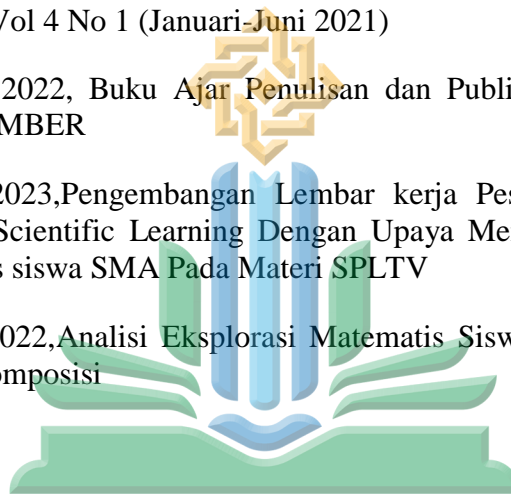 Vol 4 No 1 (Januari-Juni 2021)
2022, Buku Ajar Penulisan dan Publi
MBER
2023,Pengembangan Lembar kerja Pes
Scientific Learning Dengan Upaya Me
s siswa SMA Pada Materi SPLTV
022,Analisi Eksplorasi Matematis Sisw
omposisi